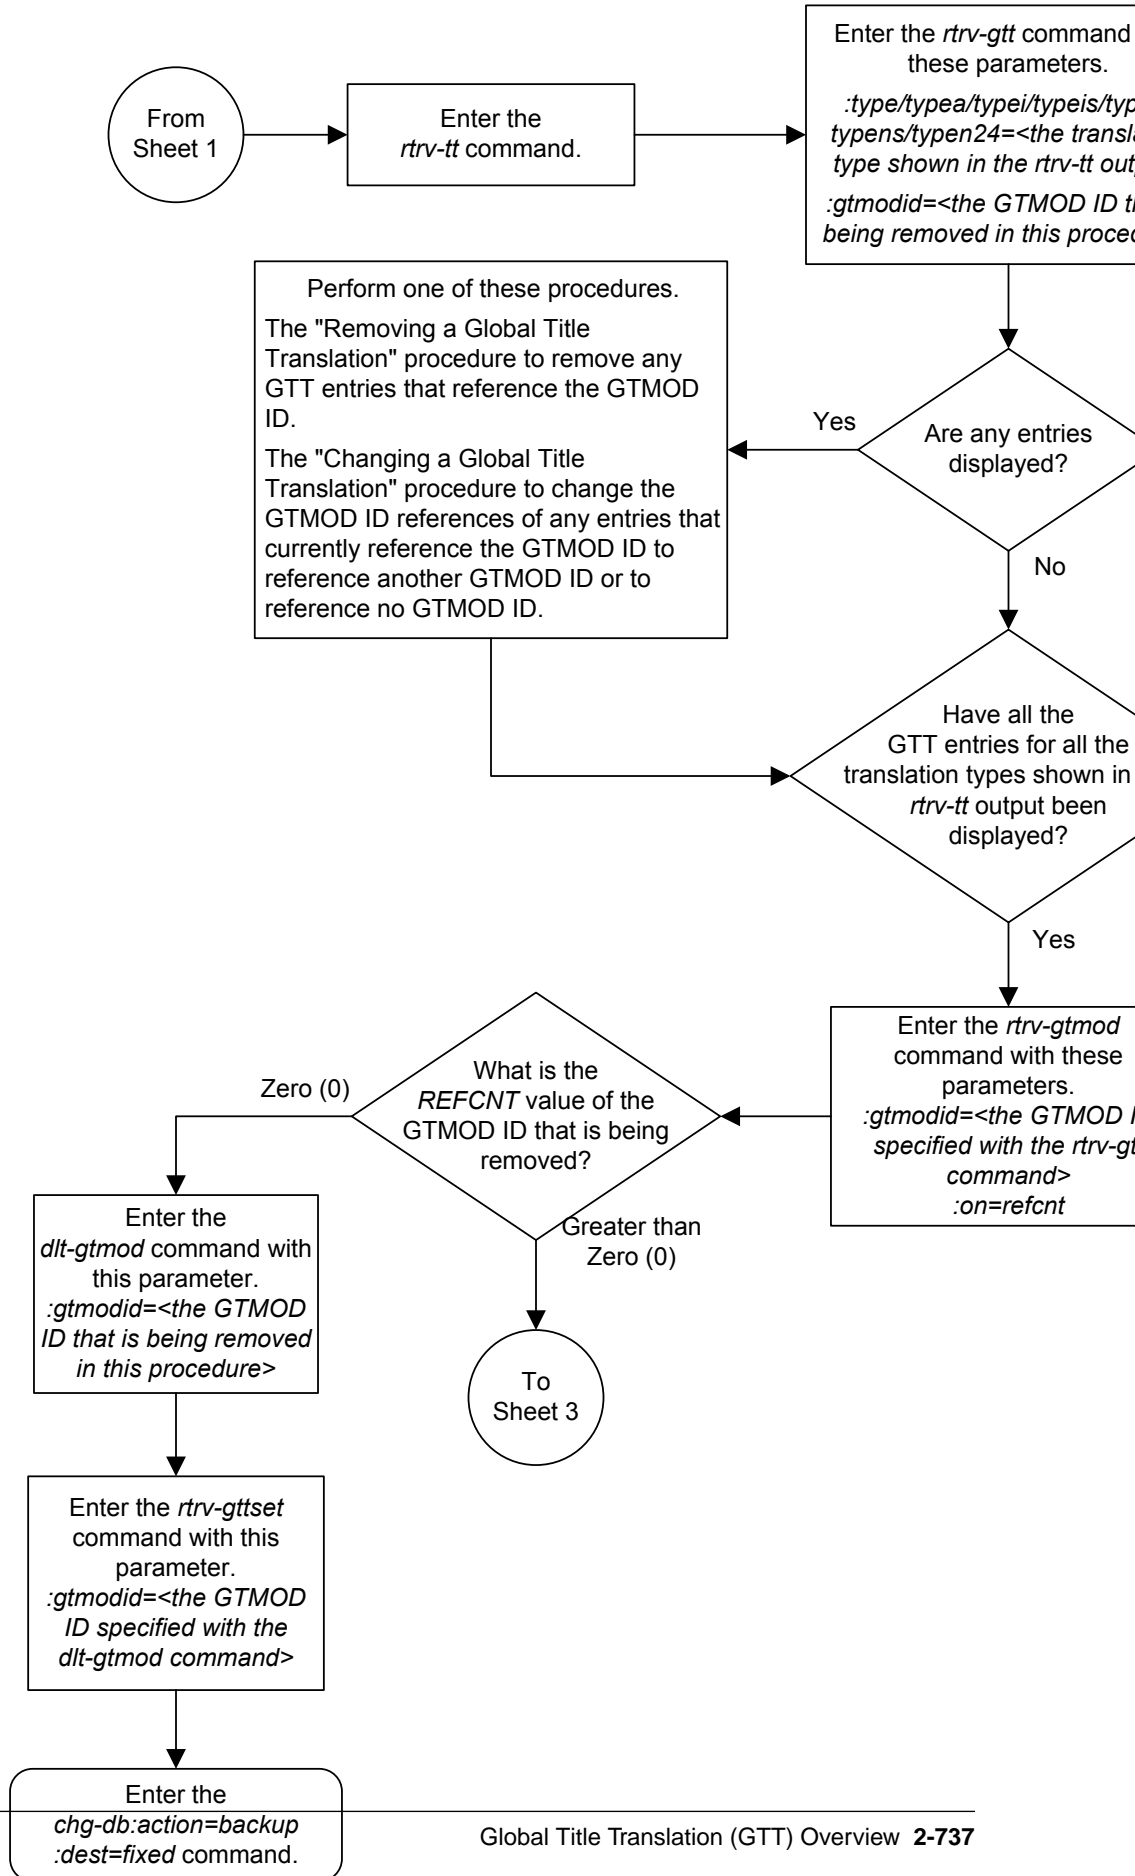 From
Sheet 1
Enter the
rtrv-tt command.
Enter the rtrv-gtt command
these parameters.
:type/typea/typei/typeis/
typens/typen24=<the
type shown in the rtrv-tt
:gtmodid=<the GTMOD ID
being removed in this
Perform one of these procedures.
The "Removing a Global Title
Translation" procedure to remove any
GTT entries that reference the GTMOD
ID.
The "Changing a Global Title
Translation" procedure to change the
GTMOD ID references of any entries that
currently reference the GTMOD ID to
reference another GTMOD ID or to
reference no GTMOD ID.
Yes
Are any entries
displayed?
No
Have all the
GTT entries for all the
translation types shown in
rtrv-tt output been
displayed?
Yes
Enter the rtrv-gtmod
command with these
parameters.
:gtmodid=<the GTMOD
specified with the
command>
:on=refcnt
What is the
REFCNT value of the
GTMOD ID that is being
removed?
Zero (0)
Greater than
Zero (0)
To
Sheet 3
Enter the
dlt-gtmod command with
this parameter.
:gtmodid=<the GTMOD
ID that is being removed
in this procedure>
Enter the rtrv-gttset
command with this
parameter.
:gtmodid=<the GTMOD
ID specified with the
dlt-gtmod command>
Enter the
chg-db:action=backup
:dest=fixed command.
Global Title Translation (GTT) Overview 2-737